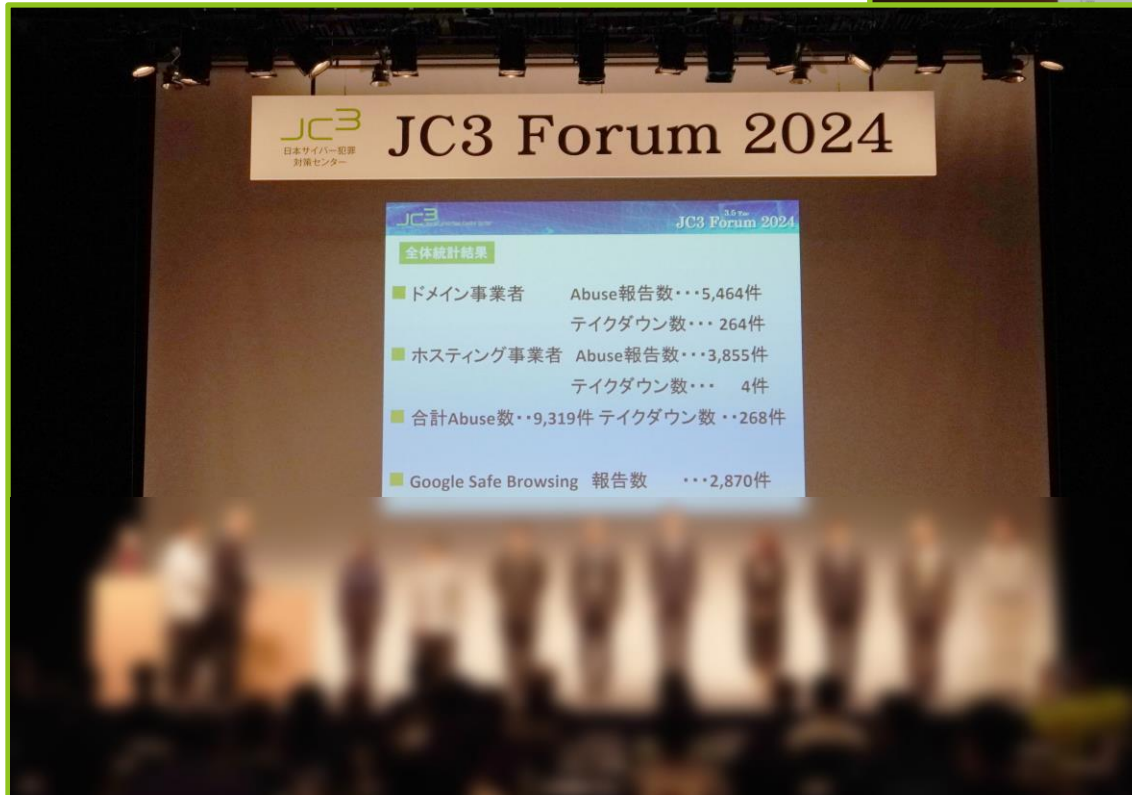 JC3
日本サイバー犯罪
対策センター
JC3 Forum 2024
JC3
3.5 Tue
JC3 Forum 2024
全体統計結果
■ドメイン事業者 Abuse報告数・・・5,464件
テイクダウン数・・・ 264件
■ホスティング事業者 Abuse報告数・・・3,855件
テイクダウン数・・・ 4件
■合計Abuse数・・9,319件 テイクダウン数 ・・268件
■Google Safe Browsing 報告数 ・・・2,870件